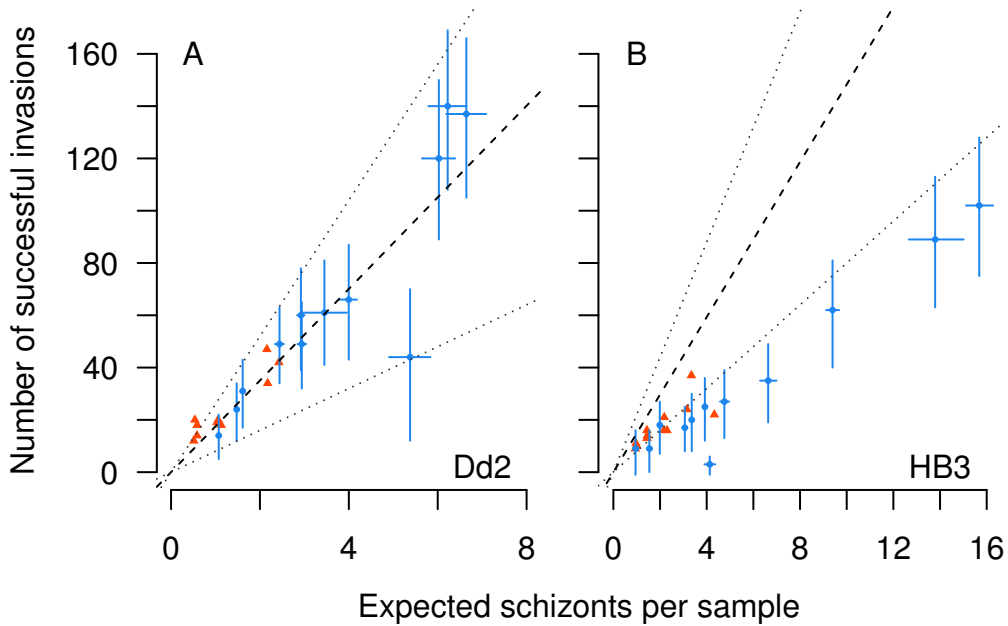 A
B
Number of successful invasions
160
120
80
40
0
Dd2
HB3
0 4 8
0 4 8 12 16
Expected schizonts per sample